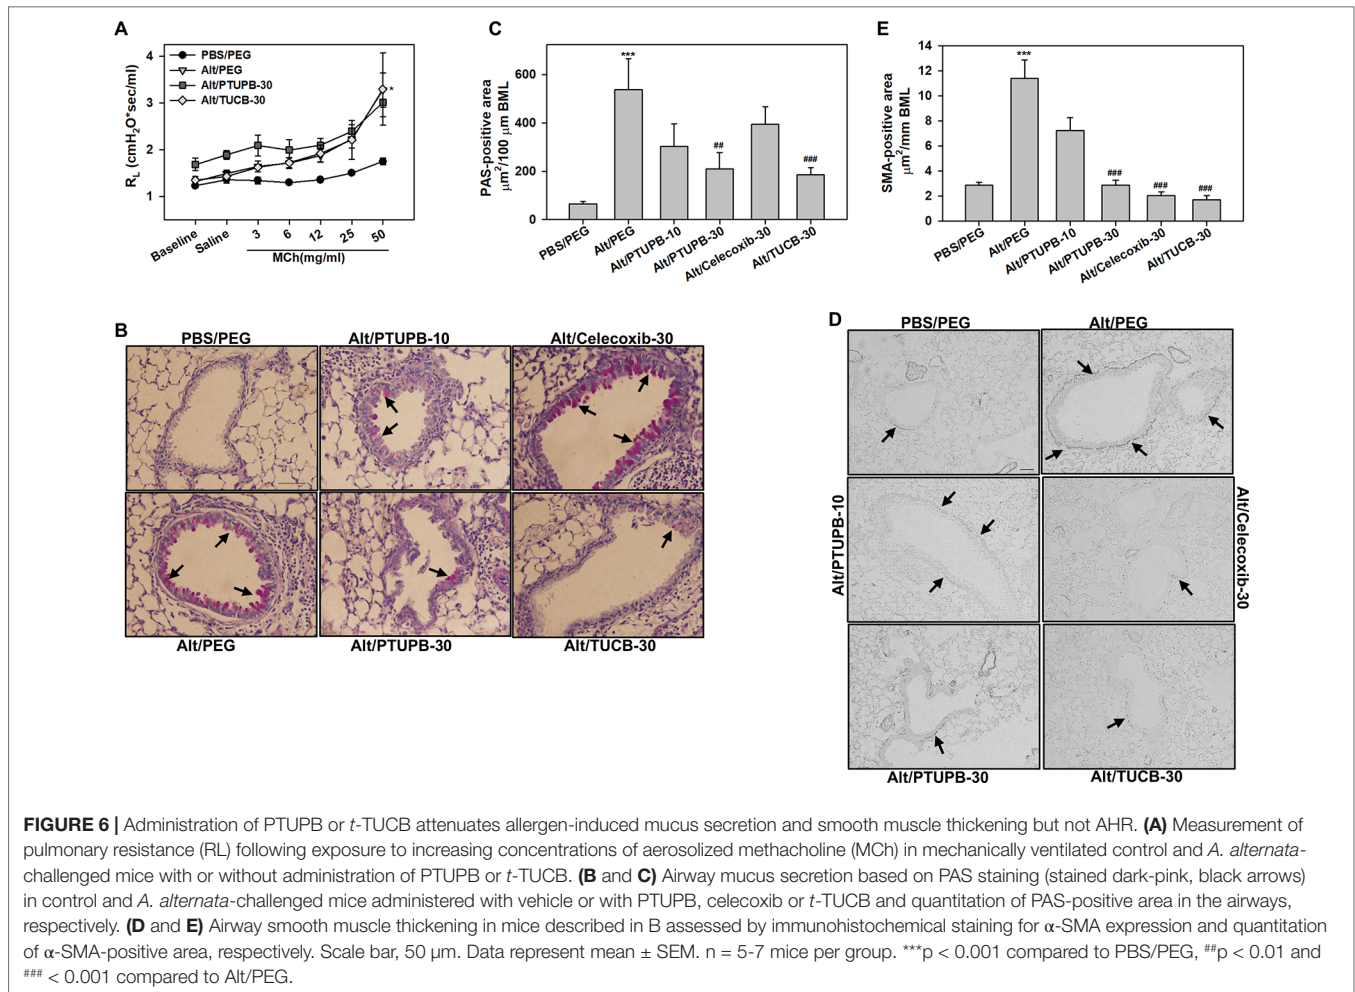 A
RL (cmH2O*sec/ml)
4
3
2
1
PBS/PEG
Alt/PEG
Alt/PTUPB-30
Alt/TUCB-30
*
Baseline
Saline
3
6
12
25
50
MCh(mg/ml)
C
PAS-positive area
μm²/100 μm BML
600
400
200
0
***
##
###
PBS/PEG
Alt/PEG
Alt/PTUPB-10
Alt/PTUPB-30
Alt/Celecoxib-30
Alt/TUCB-30
E
SMA-positive area
μm²/mm BML
14
12
10
8
6
4
2
0
***
###
###
###
PBS/PEG
Alt/PEG
Alt/PTUPB-10
Alt/PTUPB-30
Alt/Celecoxib-30
Alt/TUCB-30
B
PBS/PEG
Alt/PTUPB-10
Alt/Celecoxib-30
Alt/PEG
Alt/PTUPB-30
Alt/TUCB-30
D
PBS/PEG
Alt/PEG
Alt/PTUPB-10
Alt/Celecoxib-30
Alt/PTUPB-30
Alt/TUCB-30
FIGURE 6 | Administration of PTUPB or t-TUCB attenuates allergen-induced mucus secretion and smooth muscle thickening but not AHR. (A) Measurement of
pulmonary resistance (RL) following exposure to increasing concentrations of aerosolized methacholine (MCh) in mechanically ventilated control and A. alternata-
challenged mice with or without administration of PTUPB or t-TUCB. (B and C) Airway mucus secretion based on PAS staining (stained dark-pink, black arrows)
in control and A. alternata-challenged mice administered with vehicle or with PTUPB, celecoxib or t-TUCB and quantitation of PAS-positive area in the airways,
respectively. (D and E) Airway smooth muscle thickening in mice described in B assessed by immunohistochemical staining for α-SMA expression and quantitation
of α-SMA-positive area, respectively. Scale bar, 50 μm. Data represent mean ± SEM. n = 5-7 mice per group. ***p < 0.001 compared to PBS/PEG, ##p < 0.01 and
### < 0.001 compared to Alt/PEG.